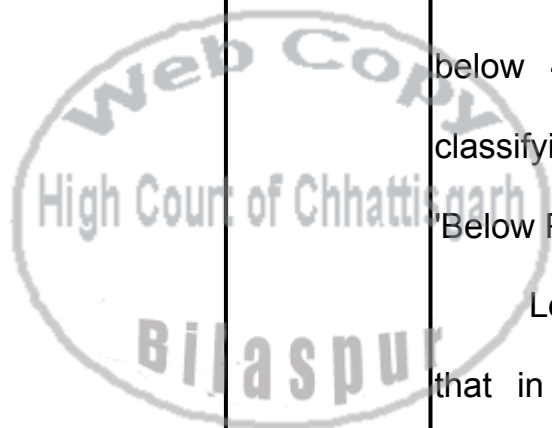 Web Copy
below
classifyi
High Court of Chhattisgarh
'Below
Le
Bilaspur
that in